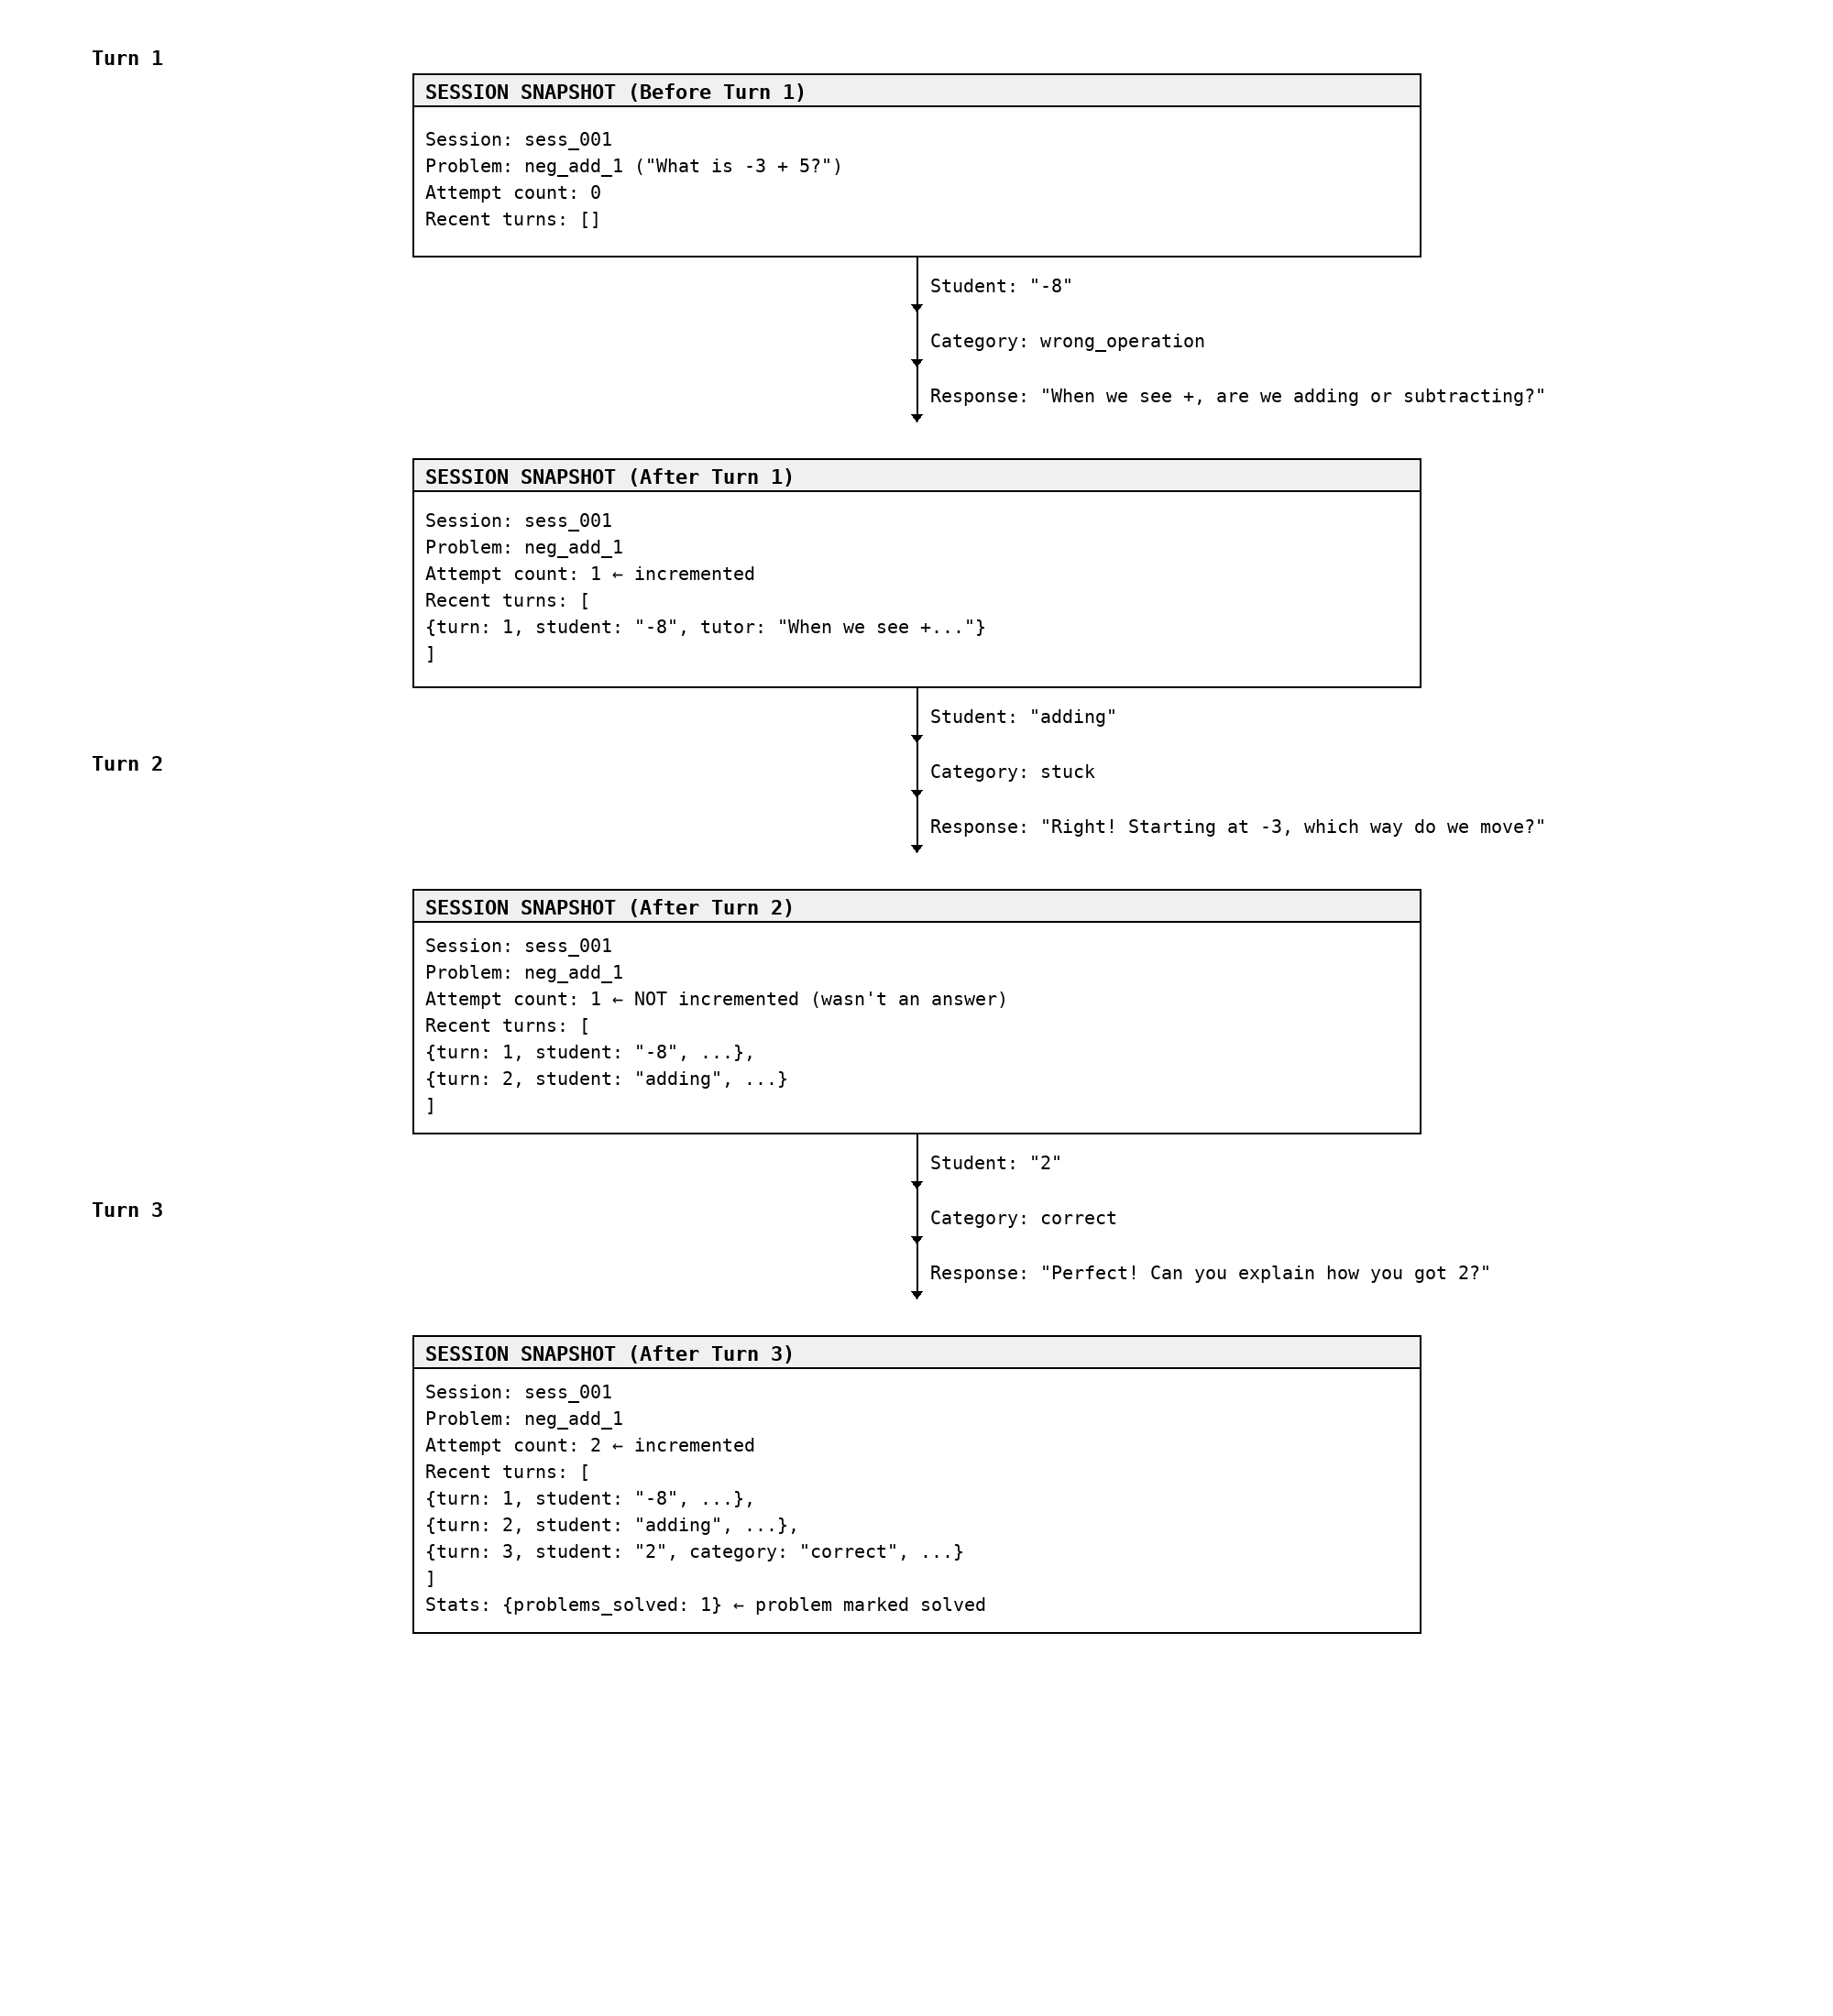 Turn 1
SESSION SNAPSHOT (Before Turn 1)
Session: sess_001
Problem: neg_add_1 ("What is -3 + 5?")
Attempt count: 0
Recent turns: []
Student: "-8"
Category: wrong_operation
Response: "When we see +, are we adding or subtracting?"
SESSION SNAPSHOT (After Turn 1)
Session: sess_001
Problem: neg_add_1
Attempt count: 1 ← incremented
Recent turns: [
{turn: 1, student: "-8", tutor: "When we see +..."}
]
Student: "adding"
Turn 2
Category: stuck
Response: "Right! Starting at -3, which way do we move?"
SESSION SNAPSHOT (After Turn 2)
Session: sess_001
Problem: neg_add_1
Attempt count: 1 ← NOT incremented (wasn't an answer)
Recent turns: [
{turn: 1, student: "-8", ...},
{turn: 2, student: "adding", ...}
]
Student: "2"
Turn 3
Category: correct
Response: "Perfect! Can you explain how you got 2?"
SESSION SNAPSHOT (After Turn 3)
Session: sess_001
Problem: neg_add_1
Attempt count: 2 ← incremented
Recent turns: [
{turn: 1, student: "-8", ...},
{turn: 2, student: "adding", ...},
{turn: 3, student: "2", category: "correct", ...}
]
Stats: {problems_solved: 1} ← problem marked solved